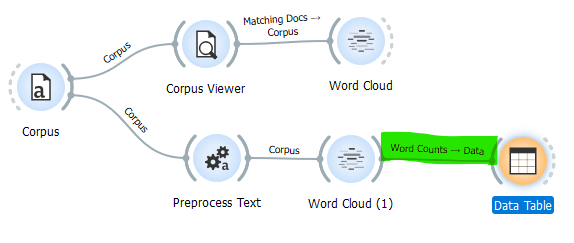 Matching Docs →
Corpus
Corpus
Corpus Viewer
Word Cloud
a
Corpus
Corpus
Corpus
Word Counts → Data
a
Preprocess Text
Word Cloud (1)
Data Table